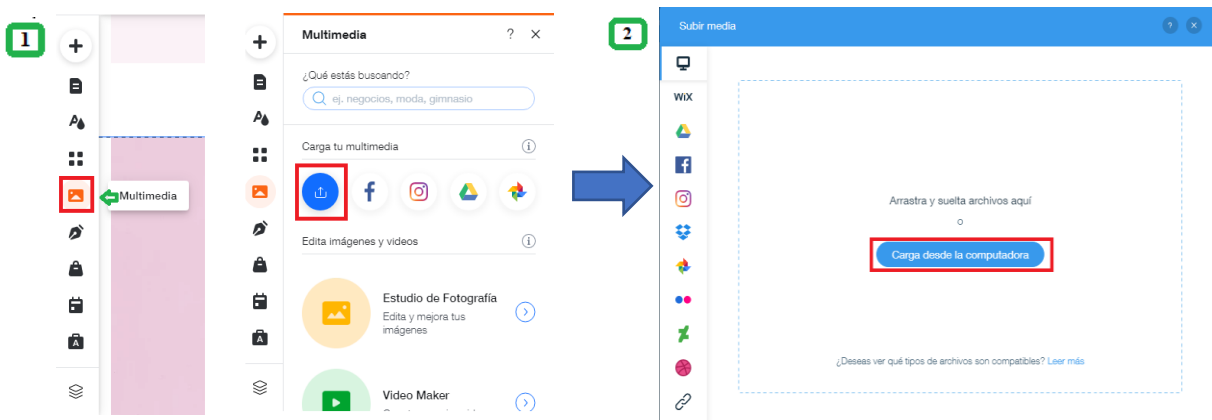 1
Multimedia
Multimedia
?
¿Qué estás buscando?
ej. negocios, moda, gimnasio
Carga tu multimedia
Edita imágenes y videos
Estudio de Fotografía
Edita y mejora tus
imágenes
Video Maker
2
Subir media
?
WiX
Arrastra y suelta archivos aquí
o
Carga desde la computadora
¿Deseas ver qué tipos de archivos son compatibles? Leer más